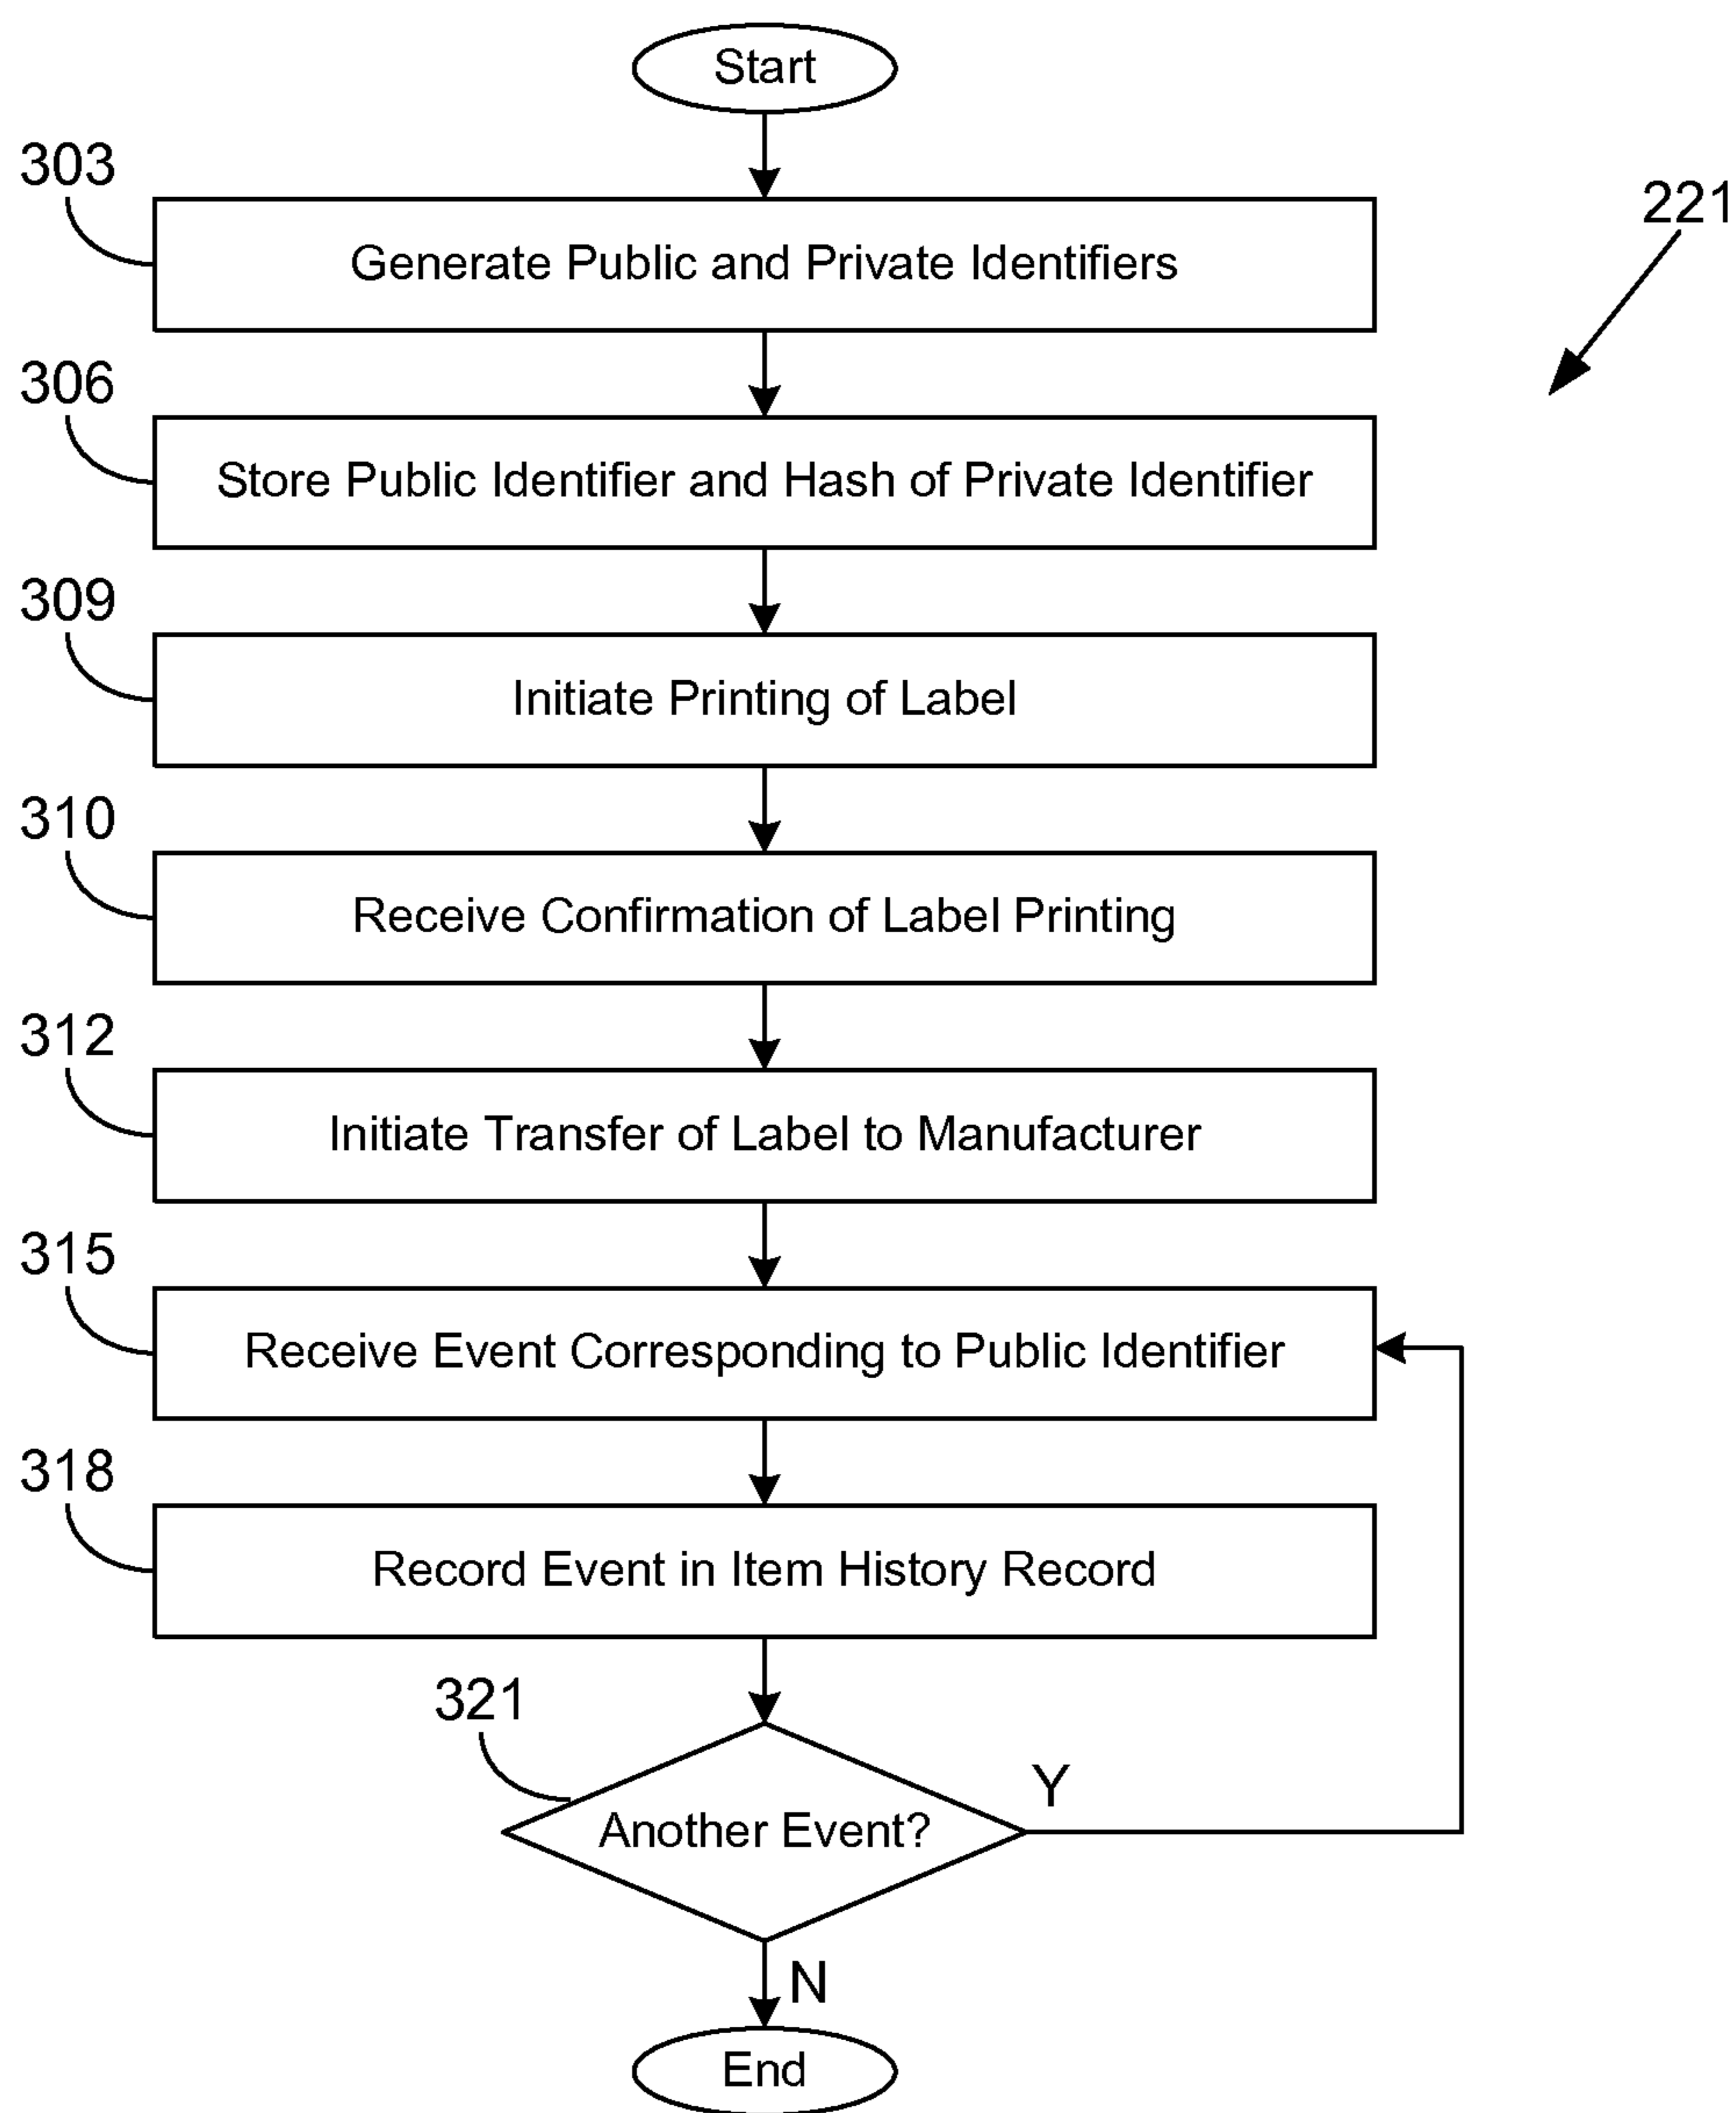 Start
303
221
Generate Public and Private Identifiers
306
Store Public Identifier and Hash of Private Identifier
309
Initiate Printing of Label
310
Receive Confirmation of Label Printing
312
Initiate Transfer of Label to Manufacturer
315
Receive Event Corresponding to Public Identifier
318
Record Event in Item History Record
321
Y
Another Event?
N
End